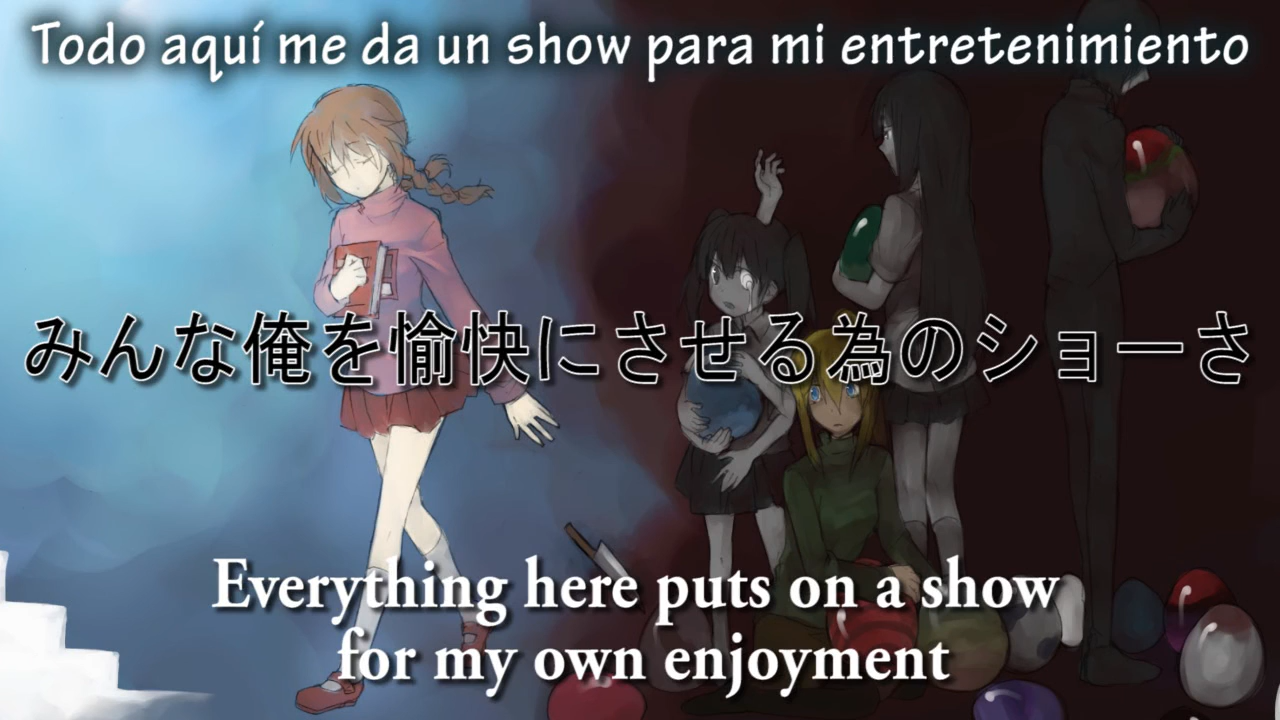 Todo aquí me da un show para mi entretenimiento
みんな俺を愉快にさせる為のショーさ
Everything here puts on a show
for my own enjoyment